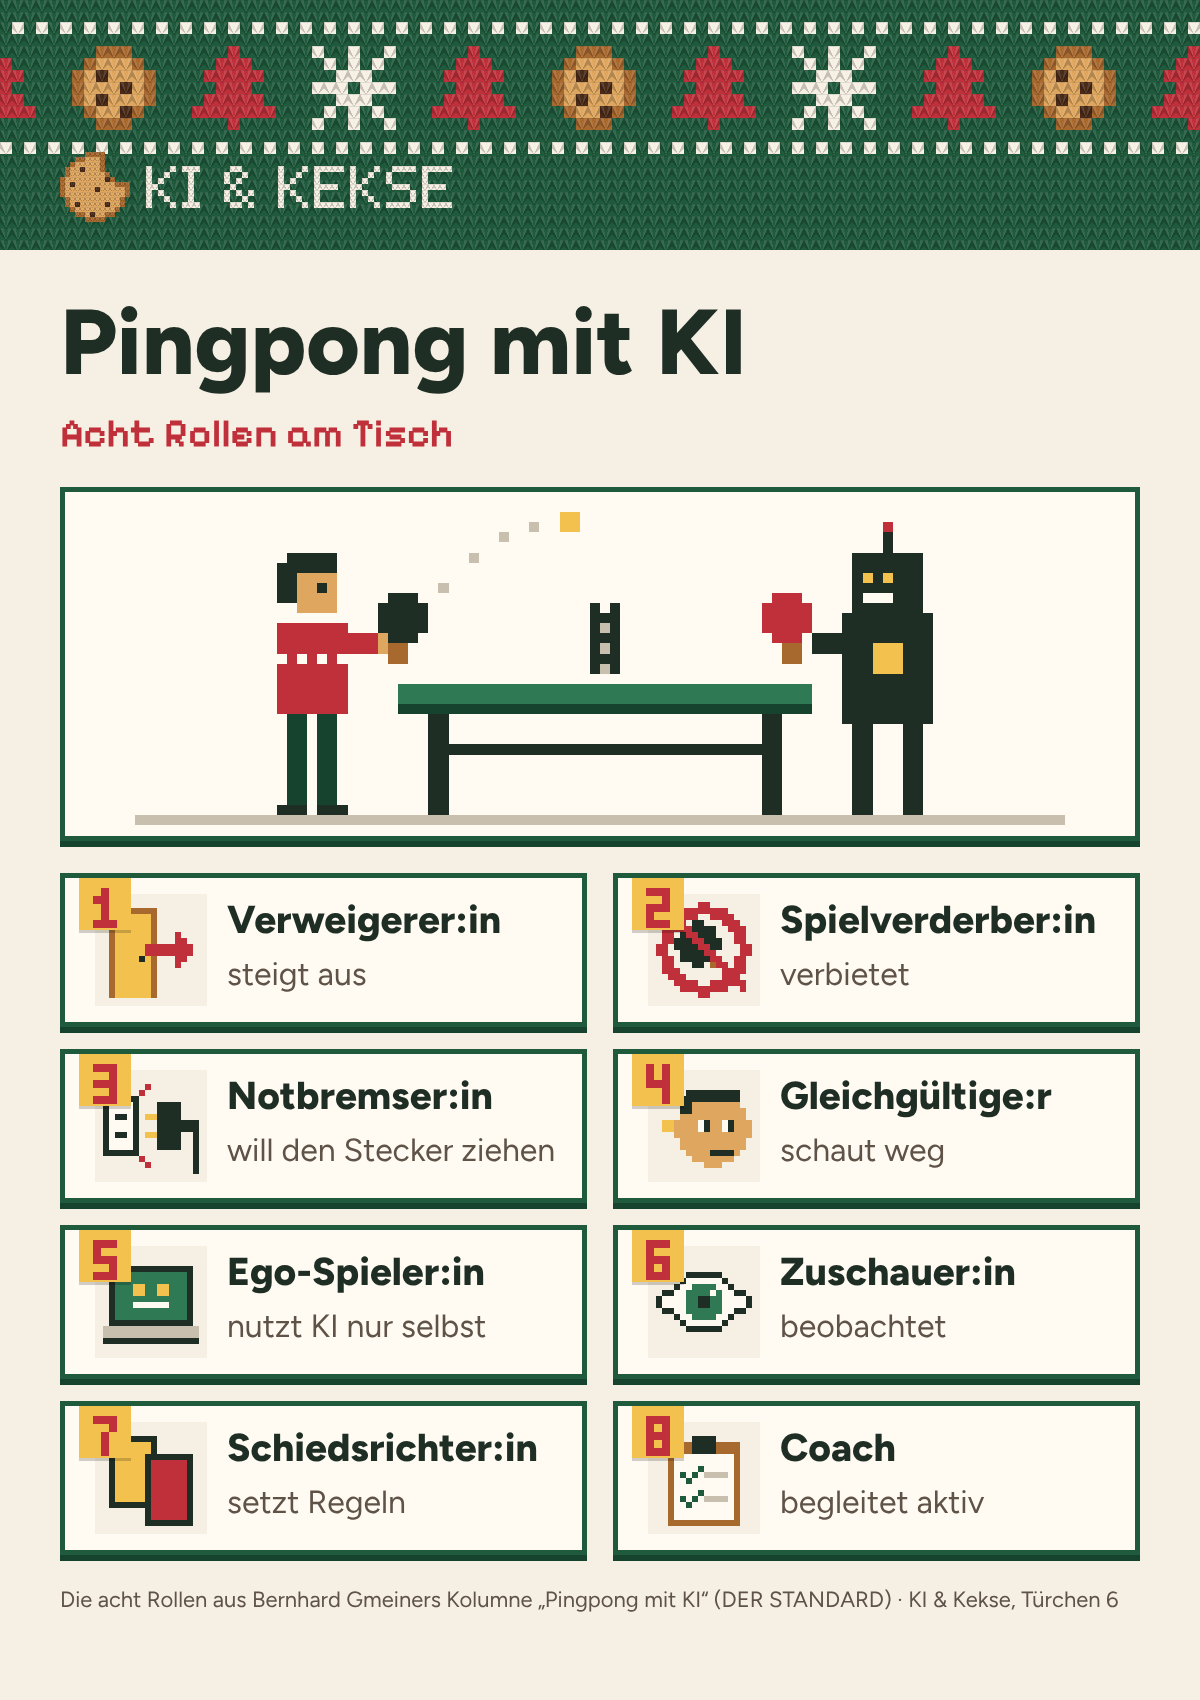 KI & KEKSE
Pingpong mit KI
Acht Rollen am Tisch
1
Verweigerer:in
steigt aus
2
Spielverderber:in
verbietet
3
Notbremser:in
will den Stecker ziehen
4
Gleichgültige:r
schaut weg
5
Ego-Spieler:in
nutzt KI nur selbst
6
Zuschauer:in
beobachtet
7
Schiedsrichter:in
setzt Regeln
8
Coach
begleitet aktiv
Die acht Rollen aus Bernhard Gmeiners Kolumne „Pingpong mit KI“ (DER STANDARD) · KI & Kekse, Türchen 6